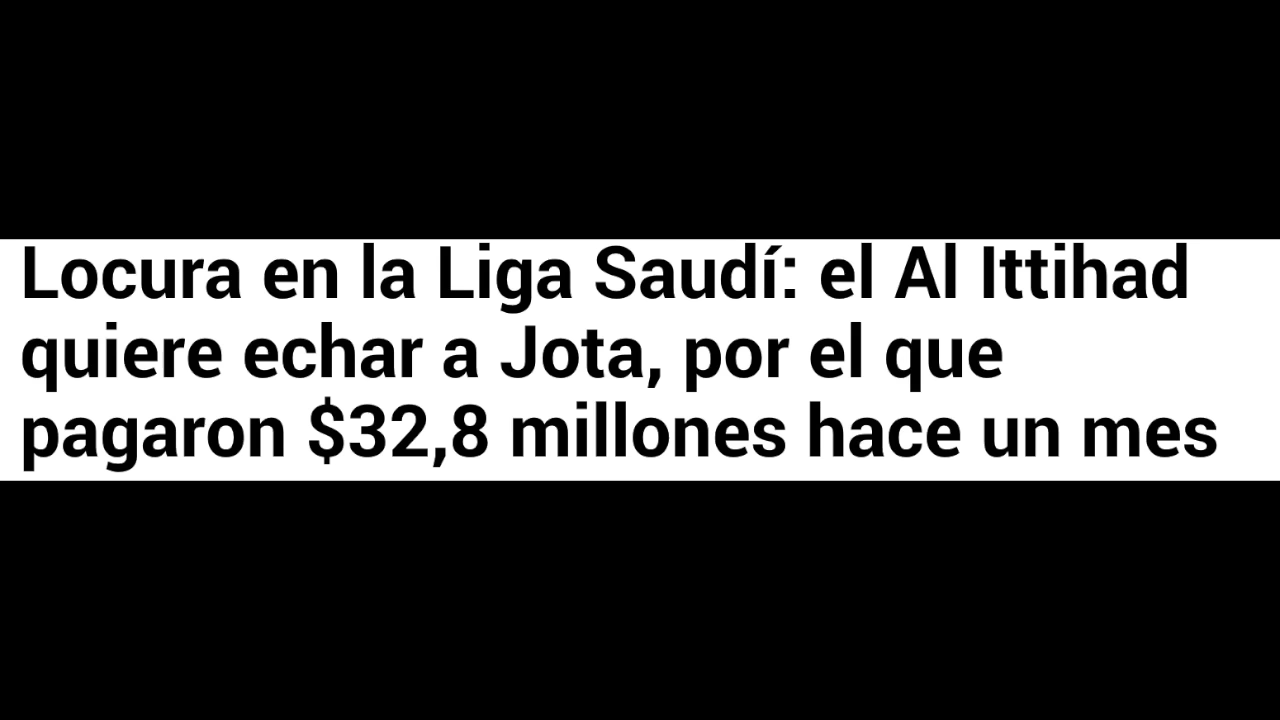 Locura en la Liga Saudí: el Al Ittihad
quiere echar a Jota, por el que
pagaron $32,8 millones hace un mes